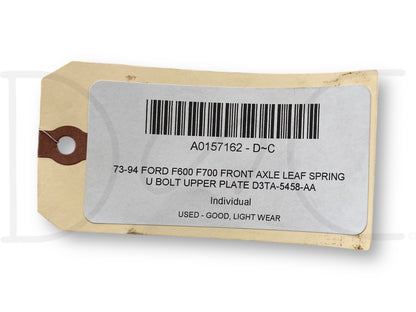 A0157162 - D~C
73-94 FORD F600 F700 FRONT AXLE LEAF SPRING
U BOLT UPPER PLATE D3TA-5458-AA
Individual
USED - GOOD, LIGHT WEAR